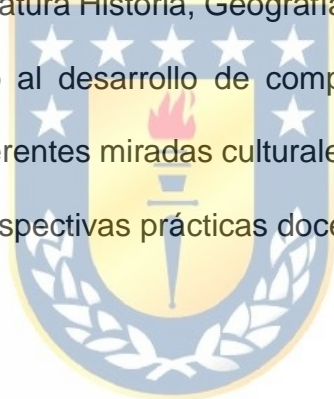 atura Historia, Geografía
al desarrollo de comp
erentes miradas culturale
spectivas prácticas doce